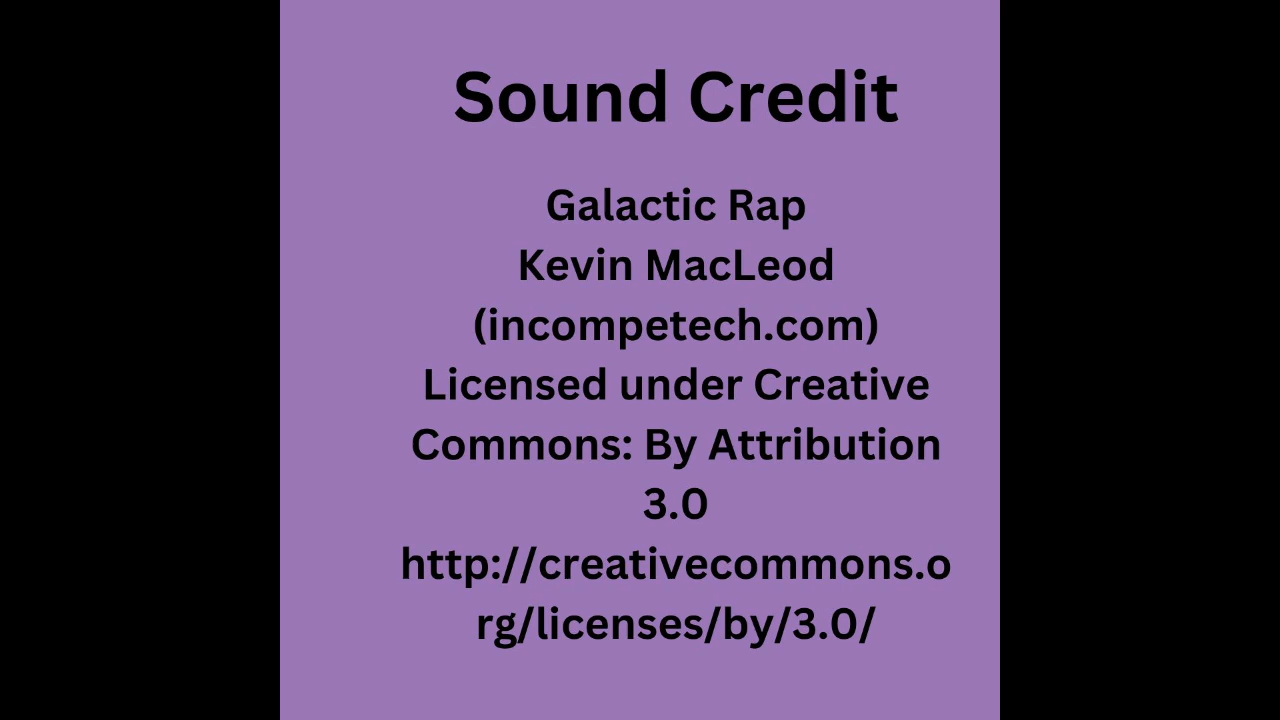 Sound Credit
Galactic Rap
Kevin MacLeod
(incompetech.com)
Licensed under Creative
Commons: By Attribution
3.0
http://creativecommons.o
rg/licenses/by/3.0/